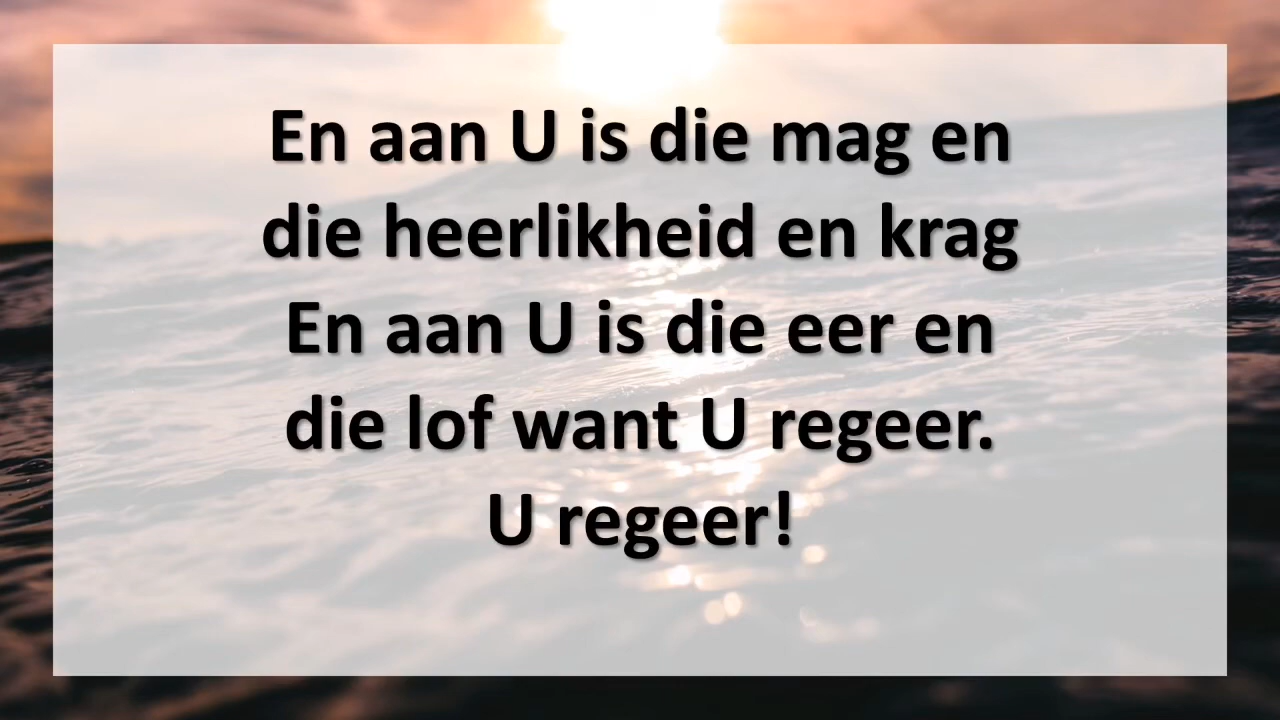 En aan U is die mag en
die heerlikheid en krag
En aan U is die eer en
die lof want U regeer.
U regeer!